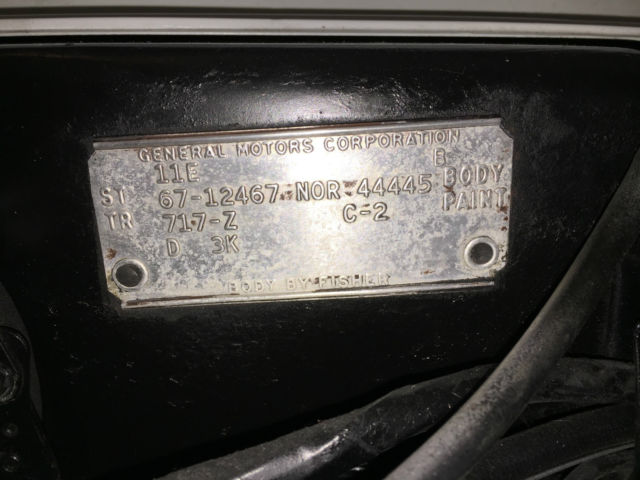 GENERAL MOTORS CORPORATION
11E B
ST 67-12467 NOR 44445 BODY
TR 717-Z C-2 PAINT
D 3K
BODY BY FISHER